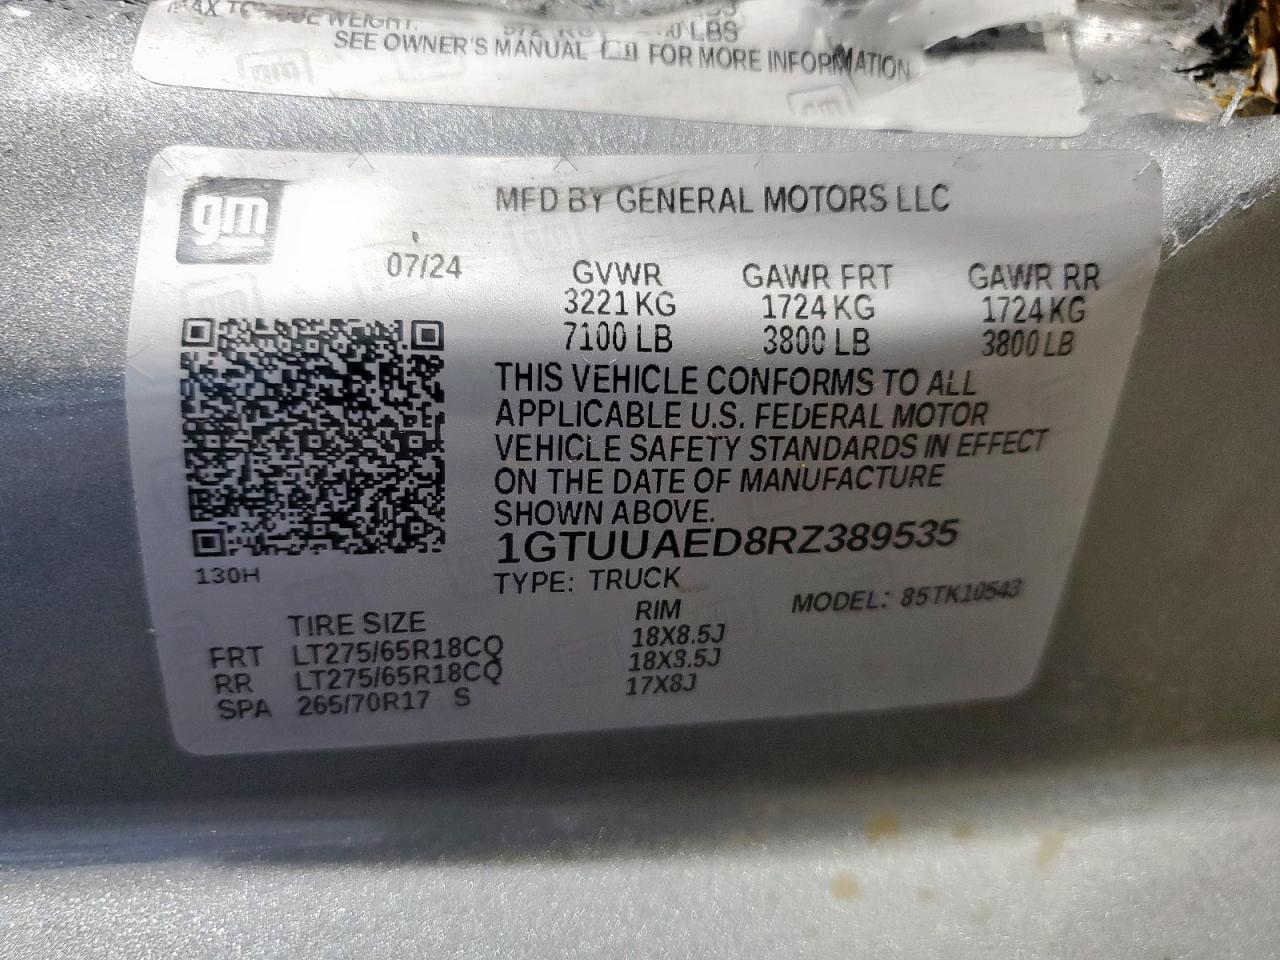 WEIGHT
LBS
SEE OWNER'S MANUAL FOR MORE INFORMATION
gm
MFD BY GENERAL MOTORS LLC
07/24
GVWR GAWR FRT GAWR RR
3221 KG 1724 KG 1724 KG
7100 LB 3800 LB 3800 LB
THIS VEHICLE CONFORMS TO ALL
APPLICABLE U.S. FEDERAL MOTOR
VEHICLE SAFETY STANDARDS IN EFFECT
ON THE DATE OF MANUFACTURE
SHOWN ABOVE.
1GTUUAED8RZ389535
130H
TYPE: TRUCK
MODEL: 85TK10543
TIRE SIZE RIM
FRT LT275/65R18CQ 18X8.5J
RR LT275/65R18CQ 18X8.5J
SPA 265/70R17 S 17X8J